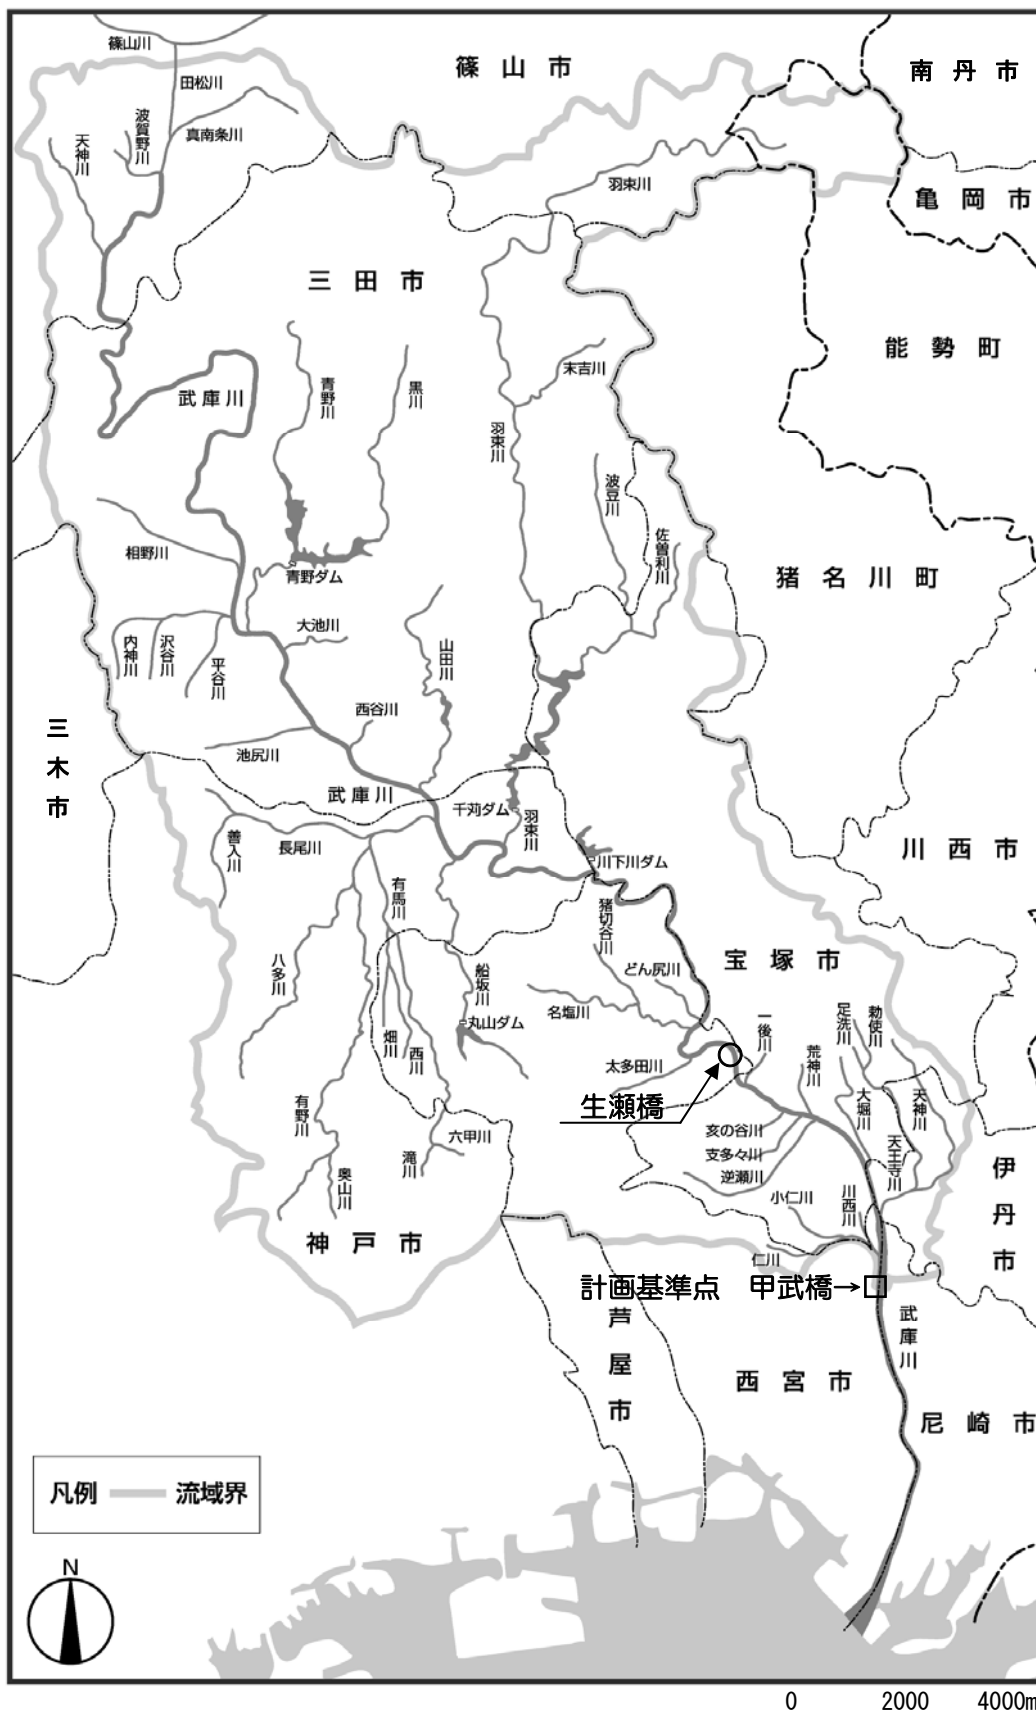 篠山川
篠山市
南丹市
田松川
波賀野川
真南条川
天神川
羽束川
亀岡市
三田市
能勢町
末吉川
武庫川
青野川
黒川
羽束川
波豆川
佐曽利川
相野川
青野ダム
猪名川町
大池川
内神川
沢谷川
平谷川
山田川
西谷川
三木市
池尻川
武庫川
千苅ダム
羽束川
善入川
長尾川
川下川ダム
川西市
有馬川
猪切谷川
八多川
船坂川
どん尻川
宝塚市
名塩川
丸山ダム
畑川
西川
一後川
足洗川
勅使川
荒神川
太多田川
生瀬橋
大堀川
天神川
有野川
六甲川
滝川
亥の谷川
支多々川
逆瀬川
天王寺川
伊丹市
奥山川
小仁川
川西川
神戸市
仁川
計画基準点 甲武橋→
武庫川
芦屋市
西宮市
尼崎市
凡例 流域界
N
0 2000 4000m